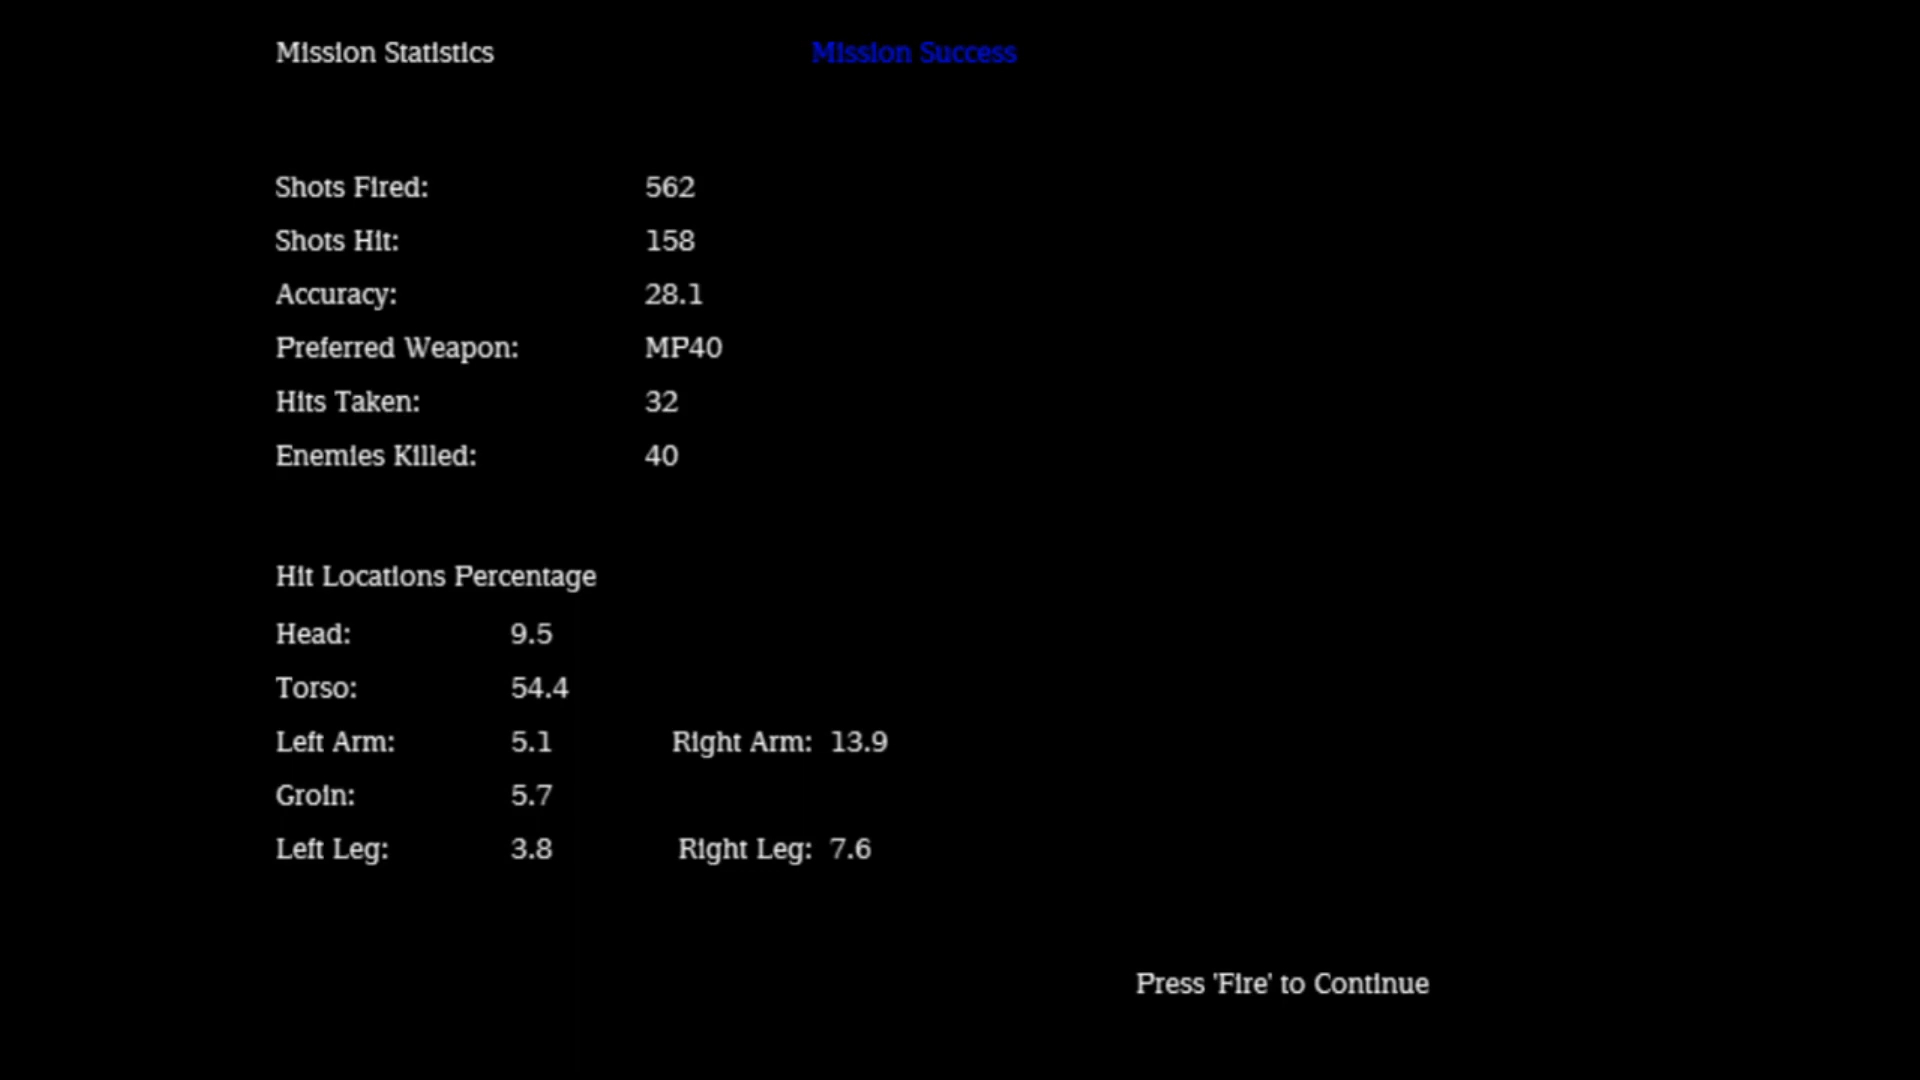 Mission Statistics Mission Success
Shots Fired: 562
Shots Hit: 158
Accuracy: 28.1
Preferred Weapon: MP40
Hits Taken: 32
Enemies Killed: 40
Hit Locations Percentage
Head: 9.5
Torso: 54.4
Left Arm: 5.1 Right Arm: 13.9
Groin: 5.7
Left Leg: 3.8 Right Leg: 7.6
Press 'Fire' to Continue